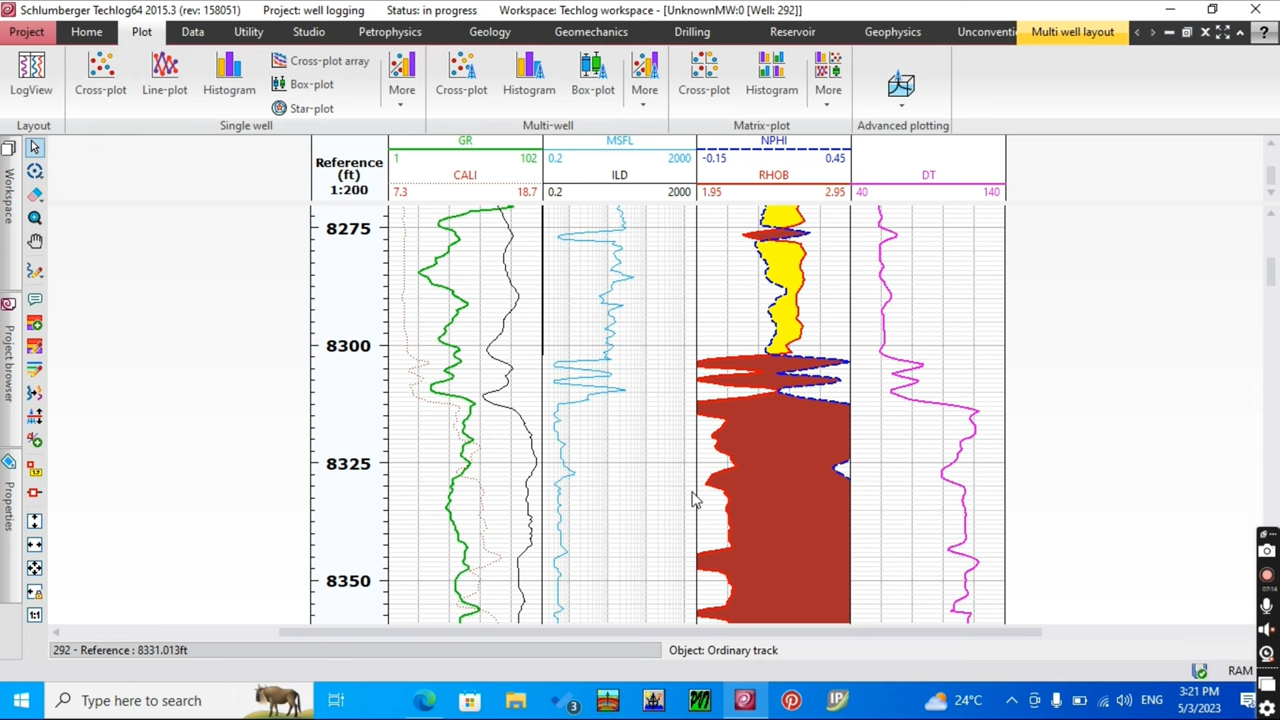 Schlumberger Techlog64 2015.3 (rev: 158051) Project: well logging Status: in progress Workspace: Techlog workspace - [UnknownMW:0 [Well: 292]]
Project Home Plot Data Utility Studio Petrophysics Geology Geomechanics Drilling Reservoir Geophysics Unconventi Multi well layout
LogView Cross-plot Line-plot Histogram Cross-plot array Box-plot Star-plot More Cross-plot Histogram Box-plot More Cross-plot Histogram More
Layout Single well Multi-well Matrix-plot Advanced plotting
Workspace
Project browser
Properties
Reference
(ft)
1:200
GR
1 102
CALI
7.3 18.7
MSFL
0.2 2000
ILD
0.2 2000
NPHI
-0.15 0.45
RHOB
1.95 2.95
DT
40 140
8275
8300
8325
8350
1:1
07:14
292 - Reference : 8331.013ft Object: Ordinary track
RAM
Type here to search
3
IP
24°C
ENG
3:21 PM
5/3/2023